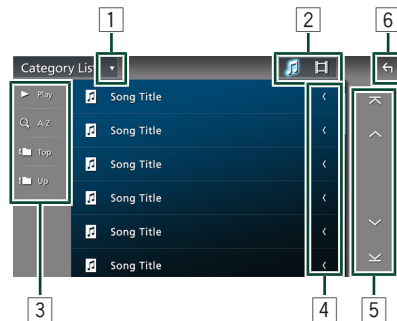 1
2
6
Category List
Play
Song Title
A-Z
Song Title
Top
Song Title
Up
Song Title
Song Title
Song Title
3
4
5